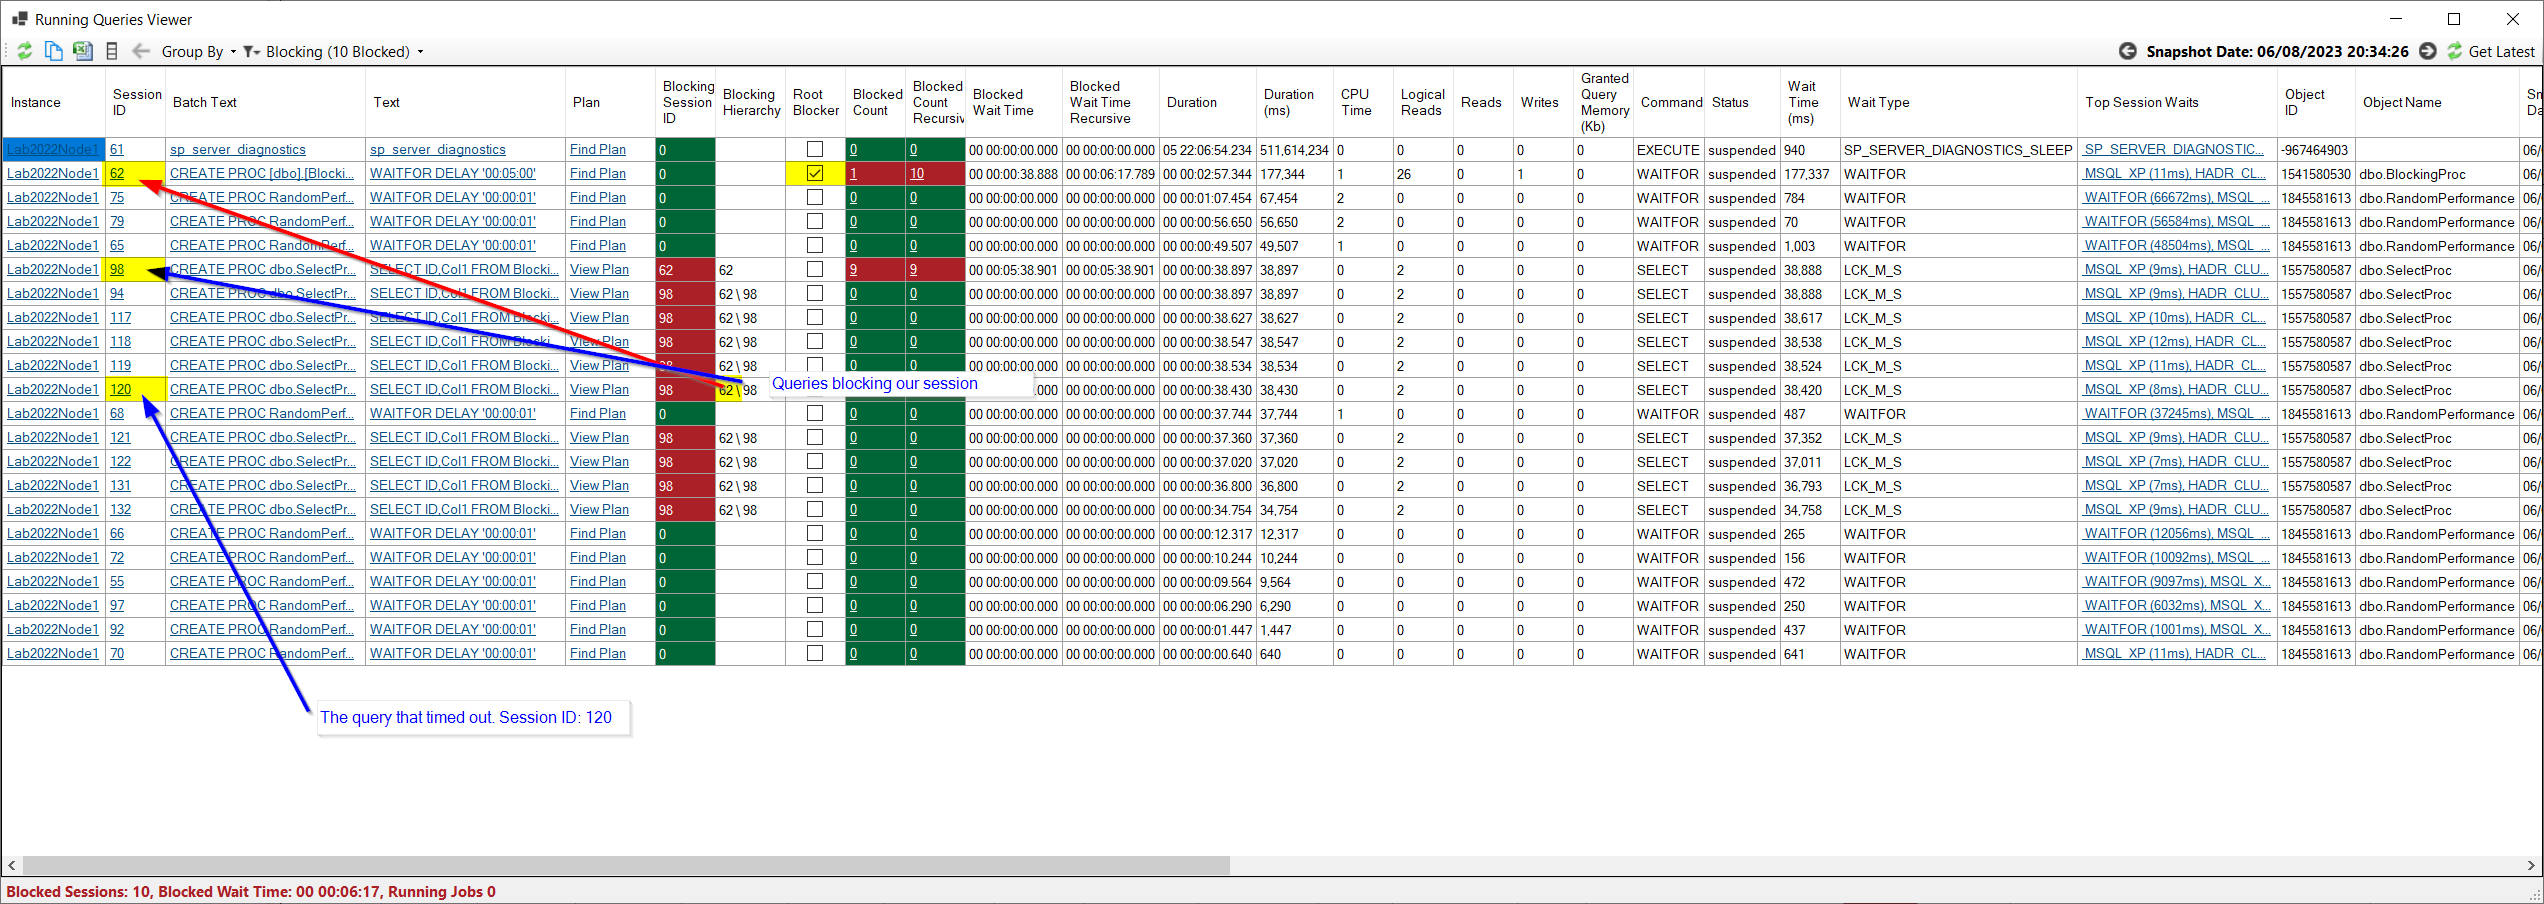 Running Queries Viewer
Group By Blocking (10 Blocked) Snapshot Date: 06/08/2023 20:34:26 Get Latest
Instance Session ID Batch Text Text Plan Blocking Session ID Blocking Hierarchy Root Blocker Blocked Count Blocked Count Recursiv Blocked Wait Time Blocked Wait Time Recursive Duration Duration (ms) CPU Time Logical Reads Reads Writes Granted Query Memory (Kb) Command Status Wait Time (ms) Wait Type Top Session Waits Object ID Object Name Sn Da
Lab2022Node1 61 sp_server_diagnostics sp_server_diagnostics Find Plan 0 0 0 00 00:00:00.000 00 00:00:00.000 05 22:06:54.234 511,614,234 0 0 0 0 0 EXECUTE suspended 940 SP_SERVER_DIAGNOSTICS_SLEEP SP_SERVER_DIAGNOSTIC... -967464903 06/
Lab2022Node1 62 CREATE PROC [dbo].[Blocki... WAITFOR DELAY '00:05:00' Find Plan 0 1 10 00 00:00:38.888 00 00:06:17.789 00 00:02:57.344 177,344 1 26 0 1 0 WAITFOR suspended 177,337 WAITFOR MSQL_XP (11ms), HADR_CL... 1541580530 dbo.BlockingProc 06/
Lab2022Node1 75 CREATE PROC RandomPerf... WAITFOR DELAY '00:00:01' Find Plan 0 0 0 00 00:00:00.000 00 00:00:00.000 00 00:01:07.454 67,454 2 0 0 0 0 WAITFOR suspended 784 WAITFOR WAITFOR (66672ms), MSQL_... 1845581613 dbo.RandomPerformance 06/
Lab2022Node1 79 CREATE PROC RandomPerf... WAITFOR DELAY '00:00:01' Find Plan 0 0 0 00 00:00:00.000 00 00:00:00.000 00 00:00:56.650 56,650 2 0 0 0 0 WAITFOR suspended 70 WAITFOR WAITFOR (56584ms), MSQL_... 1845581613 dbo.RandomPerformance 06/
Lab2022Node1 65 CREATE PROC RandomPerf... WAITFOR DELAY '00:00:01' Find Plan 0 0 0 00 00:00:00.000 00 00:00:00.000 00 00:00:49.507 49,507 1 0 0 0 0 WAITFOR suspended 1,003 WAITFOR WAITFOR (48504ms), MSQL_... 1845581613 dbo.RandomPerformance 06/
Lab2022Node1 98 CREATE PROC dbo.SelectPr... SELECT ID,Col1 FROM Blocki... View Plan 62 62 9 9 00 00:05:38.901 00 00:05:38.901 00 00:00:38.897 38,897 0 2 0 0 0 SELECT suspended 38,888 LCK_M_S MSQL_XP (9ms), HADR_CLU... 1557580587 dbo.SelectProc 06/
Lab2022Node1 94 CREATE PROC dbo.SelectPr... SELECT ID,Col1 FROM Blocki... View Plan 98 62 \ 98 0 0 00 00:00:00.000 00 00:00:00.000 00 00:00:38.897 38,897 0 2 0 0 0 SELECT suspended 38,888 LCK_M_S MSQL_XP (9ms), HADR_CLU... 1557580587 dbo.SelectProc 06/
Lab2022Node1 117 CREATE PROC dbo.SelectPr... SELECT ID,Col1 FROM Blocki... View Plan 98 62 \ 98 0 0 00 00:00:00.000 00 00:00:00.000 00 00:00:38.627 38,627 0 2 0 0 0 SELECT suspended 38,617 LCK_M_S MSQL_XP (10ms), HADR_CL... 1557580587 dbo.SelectProc 06/
Lab2022Node1 118 CREATE PROC dbo.SelectPr... SELECT ID,Col1 FROM Blocki... View Plan 98 62 \ 98 0 0 00 00:00:00.000 00 00:00:00.000 00 00:00:38.547 38,547 0 2 0 0 0 SELECT suspended 38,538 LCK_M_S MSQL_XP (12ms), HADR_CL... 1557580587 dbo.SelectProc 06/
Lab2022Node1 119 CREATE PROC dbo.SelectPr... SELECT ID,Col1 FROM Blocki... View Plan 98 62 \ 98 0 0 00 00:00:00.000 00 00:00:00.000 00 00:00:38.534 38,534 0 2 0 0 0 SELECT suspended 38,524 LCK_M_S MSQL_XP (11ms), HADR_CL... 1557580587 dbo.SelectProc 06/
Queries blocking our session
Lab2022Node1 120 CREATE PROC dbo.SelectPr... SELECT ID,Col1 FROM Blocki... View Plan 98 62 \ 98 .000 00 00:00:00.000 00 00:00:38.430 38,430 0 2 0 0 0 SELECT suspended 38,420 LCK_M_S MSQL_XP (8ms), HADR_CLU... 1557580587 dbo.SelectProc 06/
Lab2022Node1 68 CREATE PROC RandomPerf... WAITFOR DELAY '00:00:01' Find Plan 0 0 0 00 00:00:00.000 00 00:00:00.000 00 00:00:37.744 37,744 1 0 0 0 0 WAITFOR suspended 487 WAITFOR WAITFOR (37245ms), MSQL_... 1845581613 dbo.RandomPerformance 06/
Lab2022Node1 121 CREATE PROC dbo.SelectPr... SELECT ID,Col1 FROM Blocki... View Plan 98 62 \ 98 0 0 00 00:00:00.000 00 00:00:00.000 00 00:00:37.360 37,360 0 2 0 0 0 SELECT suspended 37,352 LCK_M_S MSQL_XP (9ms), HADR_CLU... 1557580587 dbo.SelectProc 06/
Lab2022Node1 122 CREATE PROC dbo.SelectPr... SELECT ID,Col1 FROM Blocki... View Plan 98 62 \ 98 0 0 00 00:00:00.000 00 00:00:00.000 00 00:00:37.020 37,020 0 2 0 0 0 SELECT suspended 37,011 LCK_M_S MSQL_XP (7ms), HADR_CLU... 1557580587 dbo.SelectProc 06/
Lab2022Node1 131 CREATE PROC dbo.SelectPr... SELECT ID,Col1 FROM Blocki... View Plan 98 62 \ 98 0 0 00 00:00:00.000 00 00:00:00.000 00 00:00:36.800 36,800 0 2 0 0 0 SELECT suspended 36,793 LCK_M_S MSQL_XP (7ms), HADR_CLU... 1557580587 dbo.SelectProc 06/
Lab2022Node1 132 CREATE PROC dbo.SelectPr... SELECT ID,Col1 FROM Blocki... View Plan 98 62 \ 98 0 0 00 00:00:00.000 00 00:00:00.000 00 00:00:34.754 34,754 0 2 0 0 0 SELECT suspended 34,758 LCK_M_S MSQL_XP (9ms), HADR_CLU... 1557580587 dbo.SelectProc 06/
Lab2022Node1 66 CREATE PROC RandomPerf... WAITFOR DELAY '00:00:01' Find Plan 0 0 0 00 00:00:00.000 00 00:00:00.000 00 00:00:12.317 12,317 0 0 0 0 0 WAITFOR suspended 265 WAITFOR WAITFOR (12056ms), MSQL_... 1845581613 dbo.RandomPerformance 06/
Lab2022Node1 72 CREATE PROC RandomPerf... WAITFOR DELAY '00:00:01' Find Plan 0 0 0 00 00:00:00.000 00 00:00:00.000 00 00:00:10.244 10,244 0 0 0 0 0 WAITFOR suspended 156 WAITFOR WAITFOR (10092ms), MSQL_... 1845581613 dbo.RandomPerformance 06/
Lab2022Node1 55 CREATE PROC RandomPerf... WAITFOR DELAY '00:00:01' Find Plan 0 0 0 00 00:00:00.000 00 00:00:00.000 00 00:00:09.564 9,564 0 0 0 0 0 WAITFOR suspended 472 WAITFOR WAITFOR (9097ms), MSQL_X... 1845581613 dbo.RandomPerformance 06/
Lab2022Node1 97 CREATE PROC RandomPerf... WAITFOR DELAY '00:00:01' Find Plan 0 0 0 00 00:00:00.000 00 00:00:00.000 00 00:00:06.290 6,290 0 0 0 0 0 WAITFOR suspended 250 WAITFOR WAITFOR (6032ms), MSQL_X... 1845581613 dbo.RandomPerformance 06/
Lab2022Node1 92 CREATE PROC RandomPerf... WAITFOR DELAY '00:00:01' Find Plan 0 0 0 00 00:00:00.000 00 00:00:00.000 00 00:00:01.447 1,447 0 0 0 0 0 WAITFOR suspended 437 WAITFOR WAITFOR (1001ms), MSQL_X... 1845581613 dbo.RandomPerformance 06/
Lab2022Node1 70 CREATE PROC RandomPerf... WAITFOR DELAY '00:00:01' Find Plan 0 0 0 00 00:00:00.000 00 00:00:00.000 00 00:00:00.640 640 0 0 0 0 0 WAITFOR suspended 641 WAITFOR MSQL_XP (11ms), HADR_CL... 1845581613 dbo.RandomPerformance 06/
The query that timed out. Session ID: 120
Blocked Sessions: 10, Blocked Wait Time: 00 00:06:17, Running Jobs 0